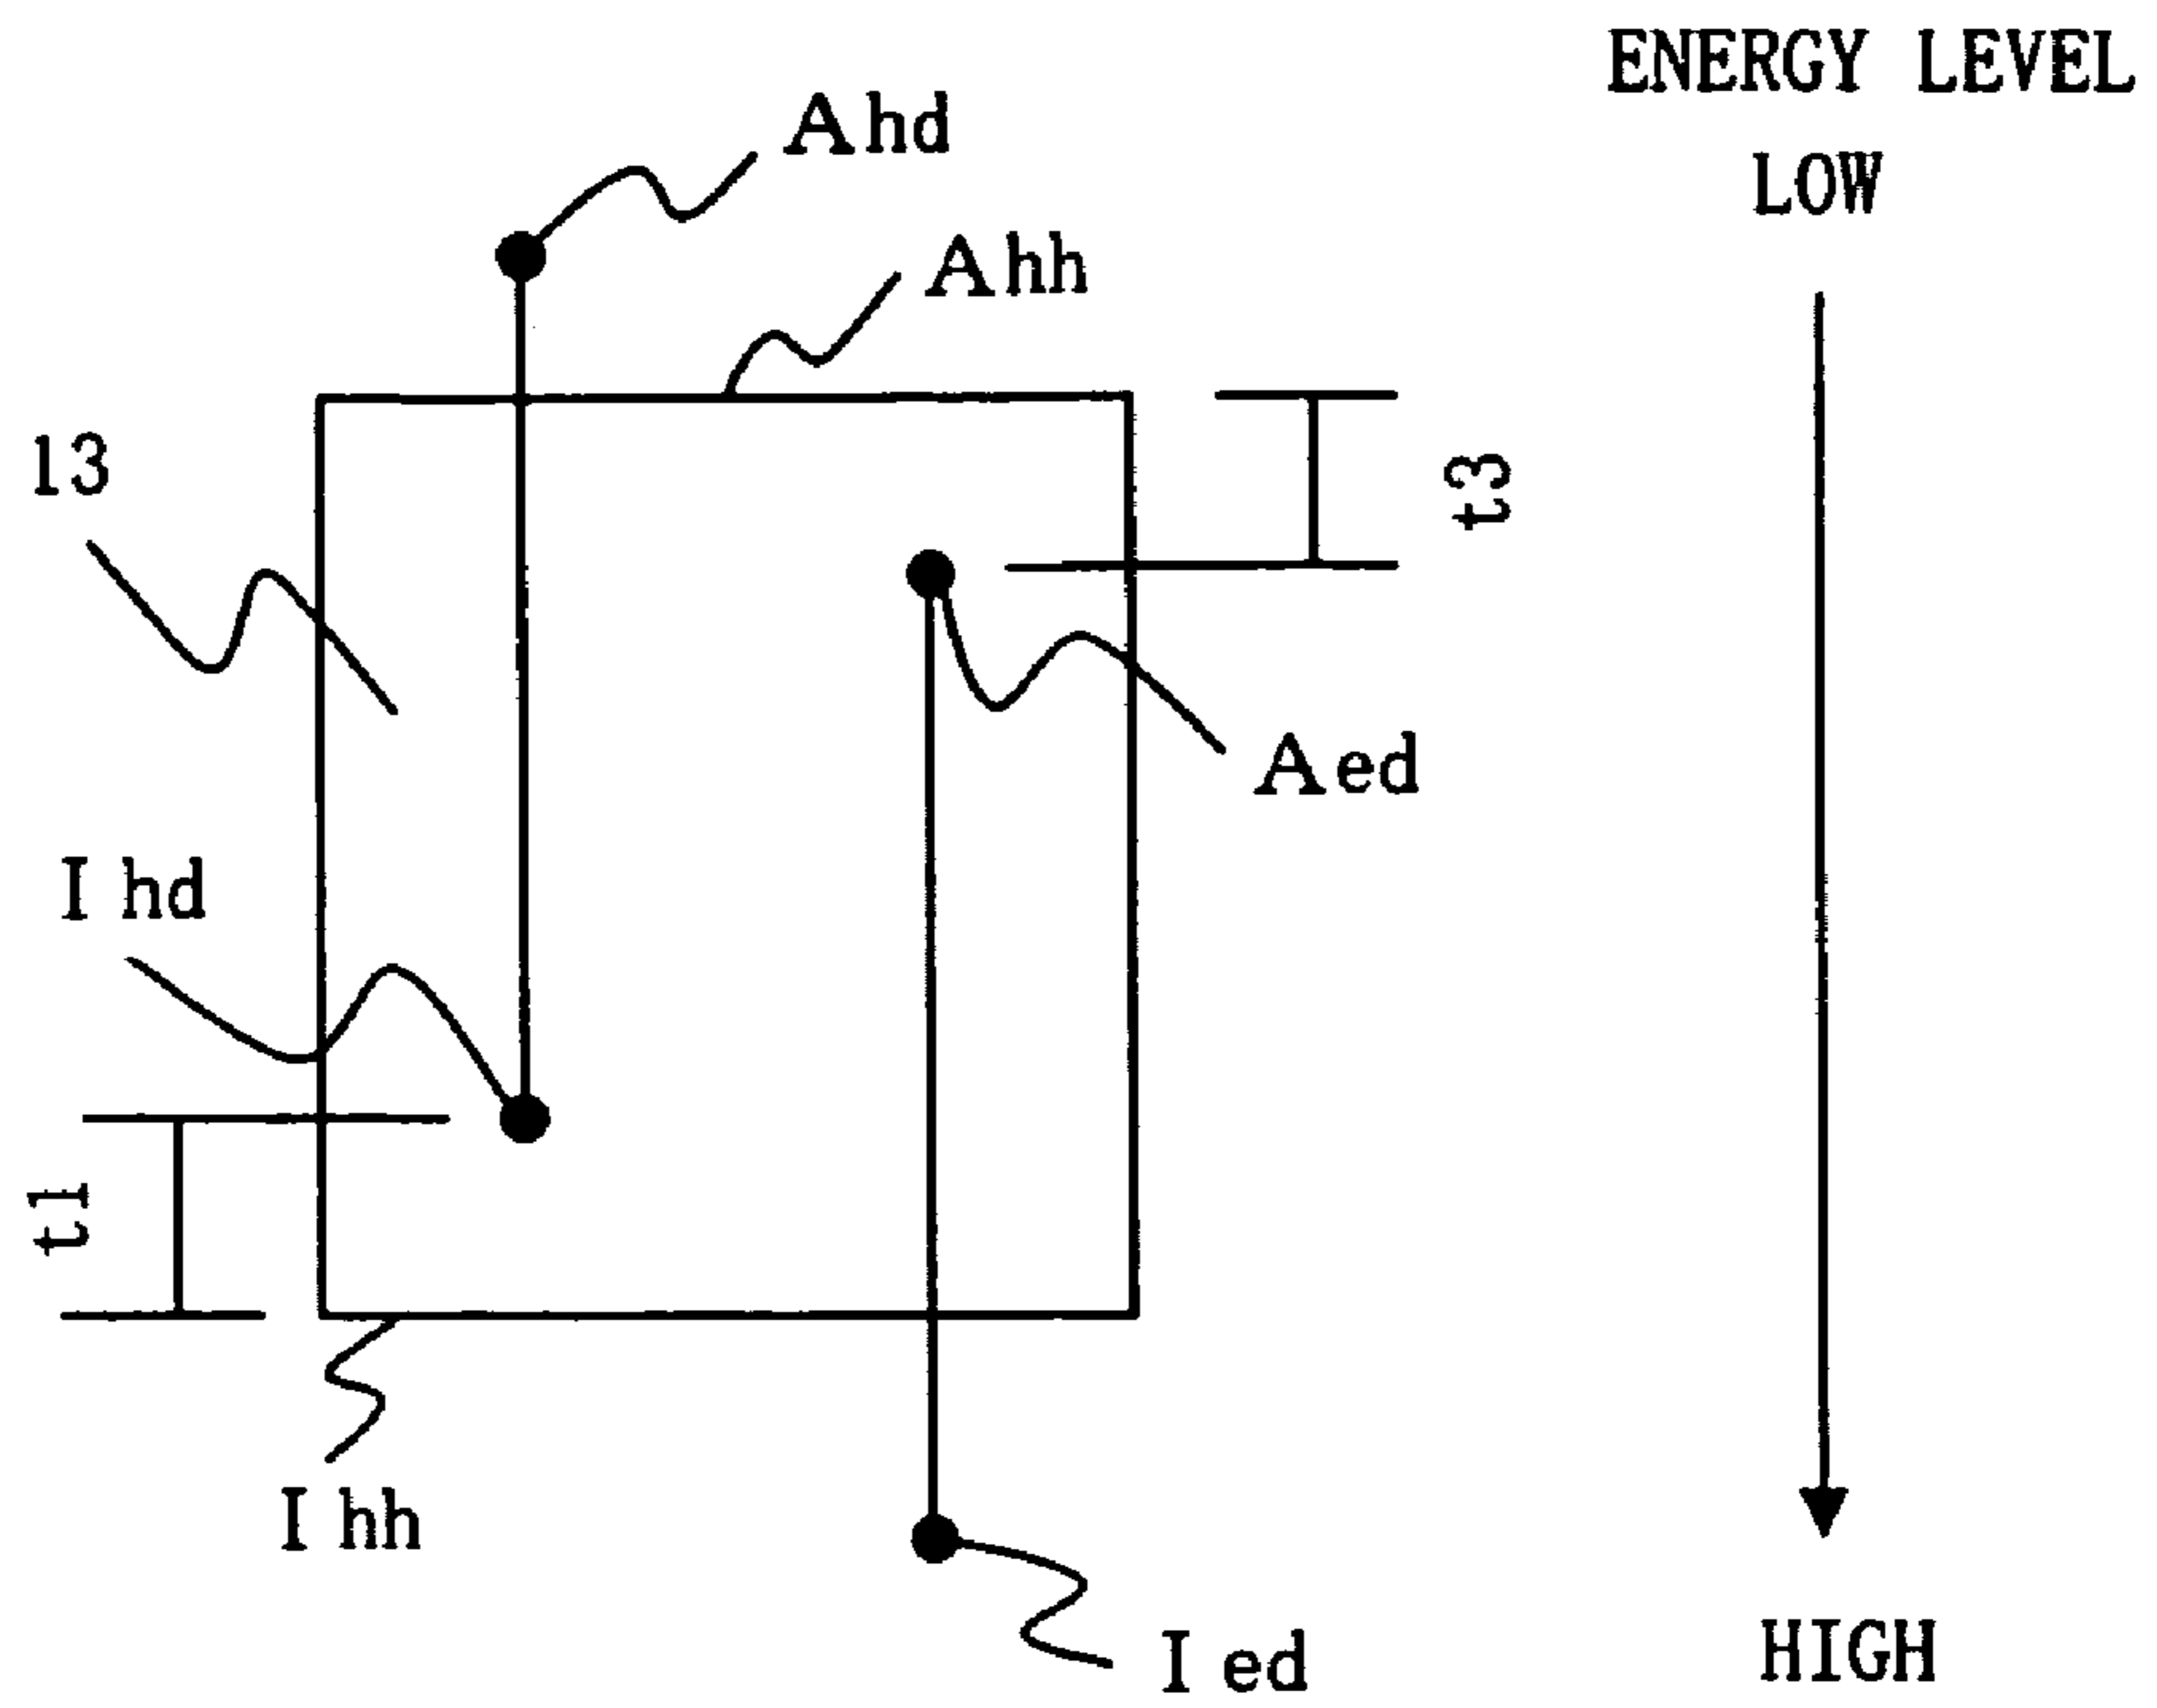 ENERGY LEVEL
LOW
Ahd
Ahh
13
t3
Aed
I hd
t1
I hh
I ed
HIGH